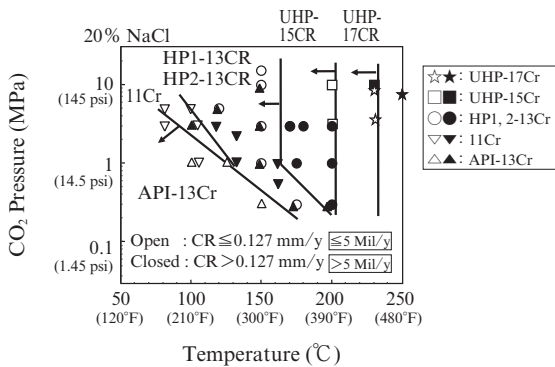 20% NaCl
UHP-
15CR
UHP-
17CR
HP1-13CR
HP2-13CR
11Cr
API-13Cr
CO₂ Pressure (MPa)
10
(145 psi)
1
(14.5 psi)
0.1
(1.45 psi)
Open : CR≦0.127 mm/y ≦5 Mil/y
Closed : CR>0.127 mm/y >5 Mil/y
50 100 150 200 250
(120°F) (210°F) (300°F) (390°F) (480°F)
Temperature (℃)
☆★: UHP-17Cr
□■: UHP-15Cr
○●: HP1, 2-13Cr
▽▼: 11Cr
△▲: API-13Cr